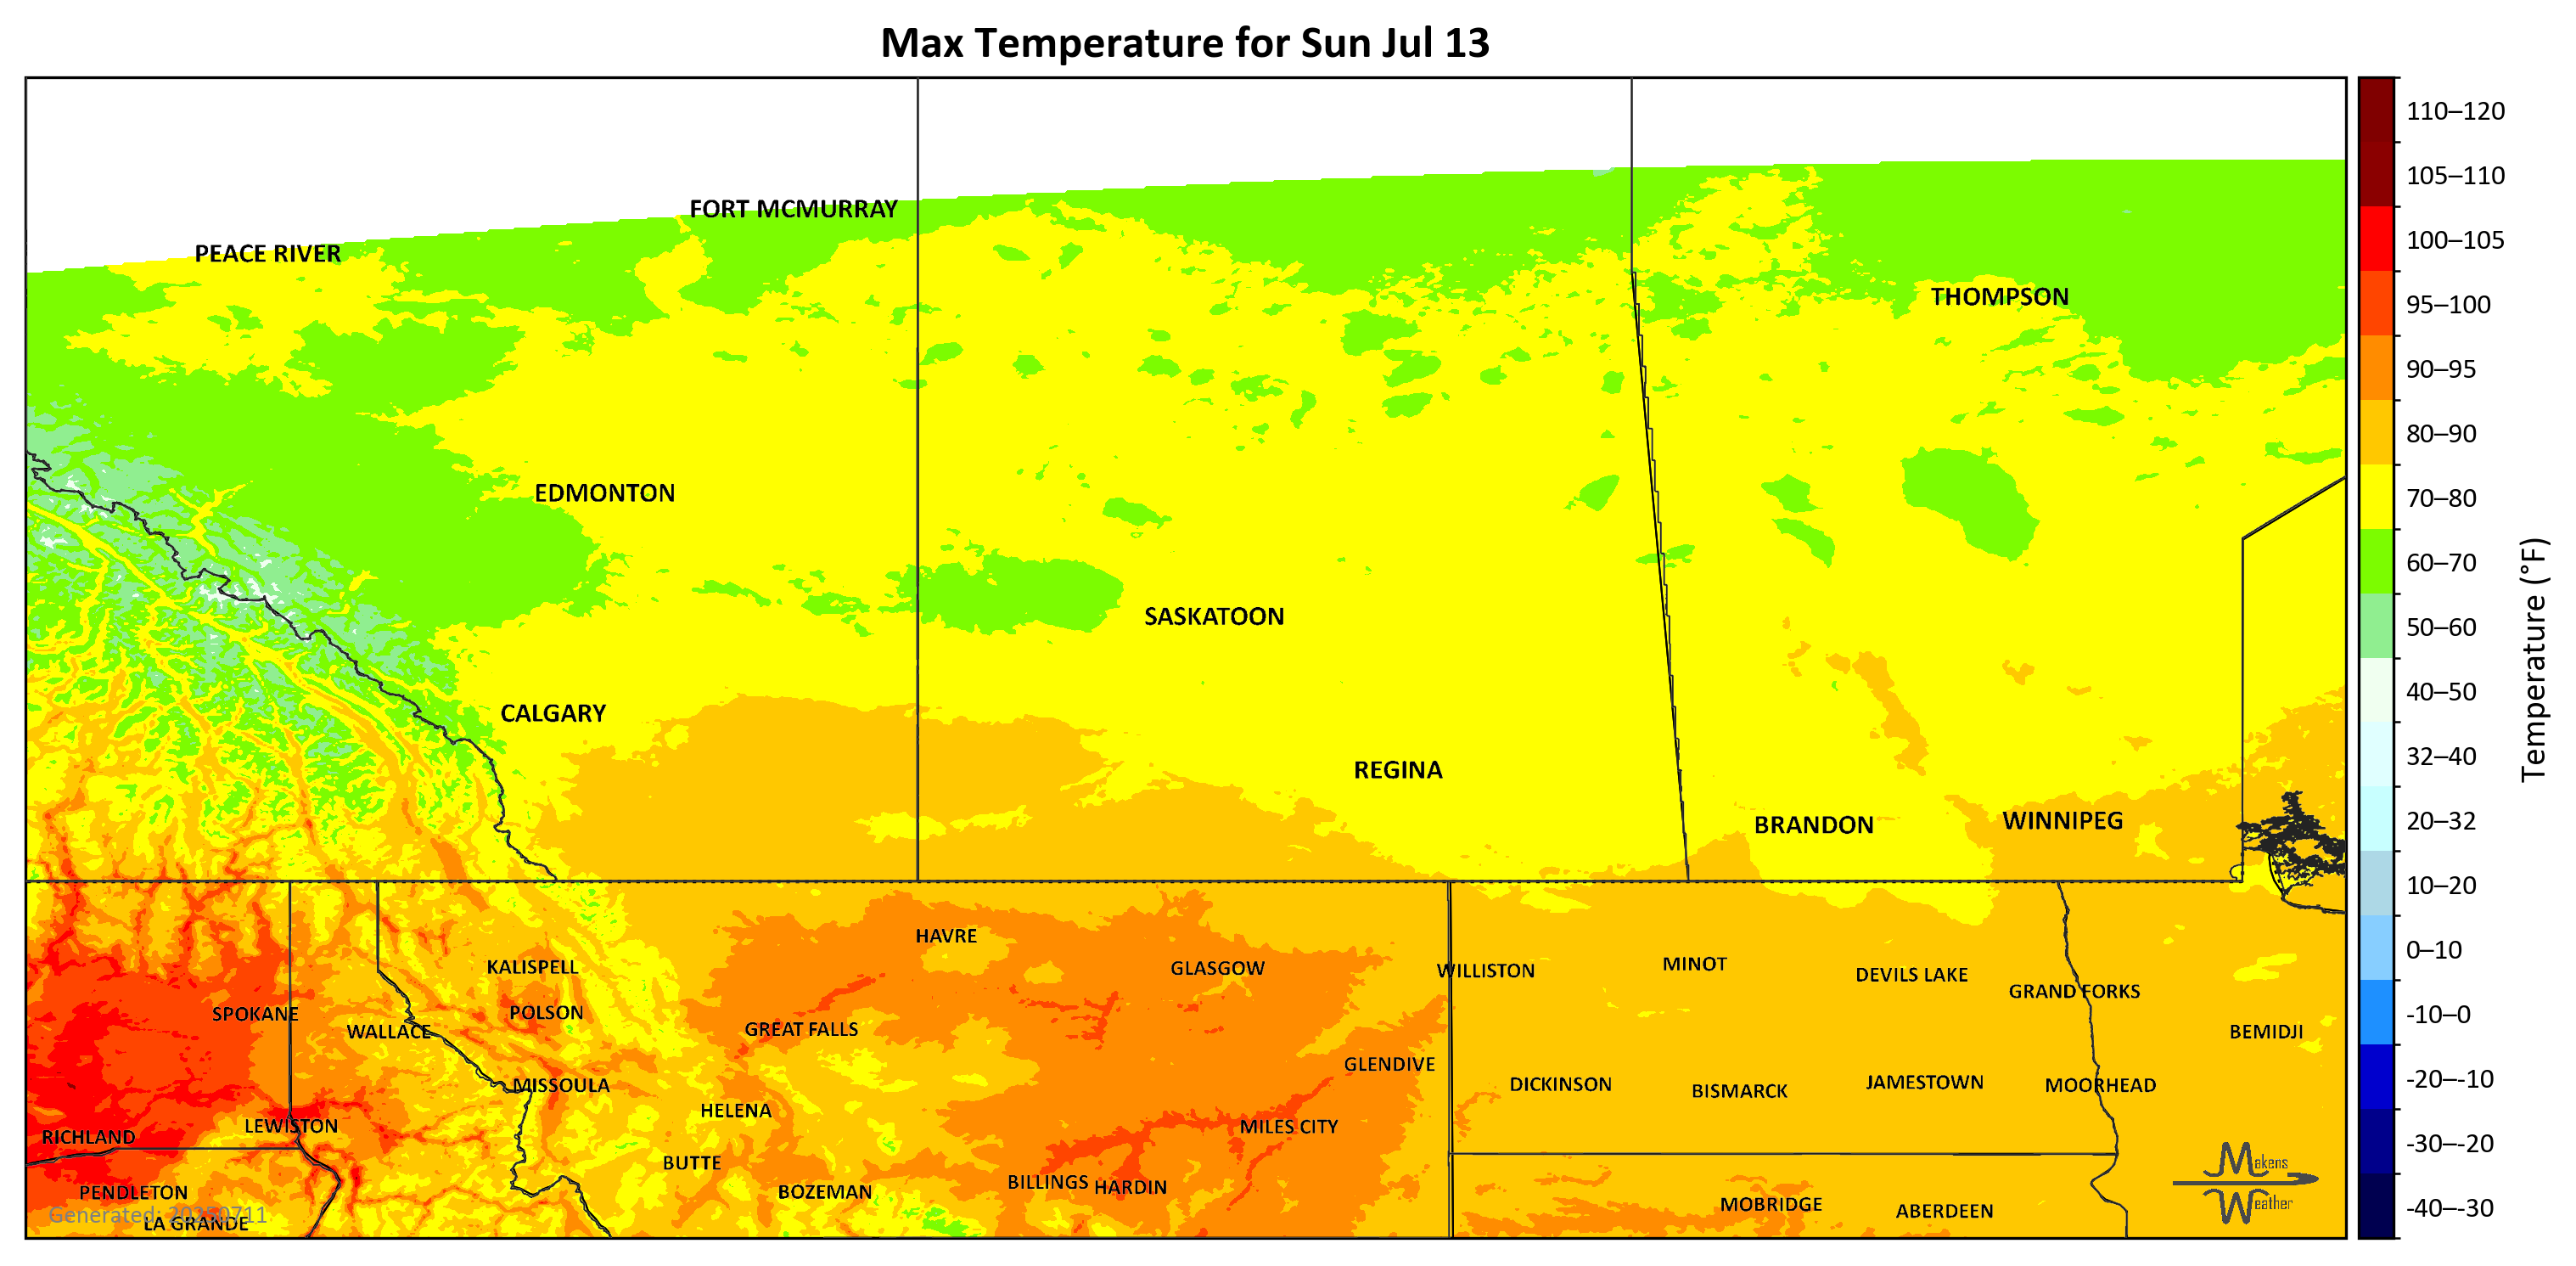 Max Temperature for Sun Jul 13
FORT MCMURRAY
PEACE RIVER
THOMPSON
EDMONTON
SASKATOON
CALGARY
REGINA
BRANDON
WINNIPEG
HAVRE
KALISPELL
GLASGOW
WILLISTON
MINOT
DEVILS LAKE
GRAND FORKS
SPOKANE
POLSON
WALLACE
GREAT FALLS
BEMIDJI
GLENDIVE
MISSOULA
DICKINSON
BISMARCK
JAMESTOWN
MOORHEAD
HELENA
LEWISTON
MILES CITY
RICHLAND
BUTTE
BILLINGS
HARDIN
PENDLETON
BOZEMAN
MOBRIDGE
ABERDEEN
Generated: 20250711
LA GRANDE
Makens
Weather
110–120
105–110
100–105
95–100
90–95
80–90
70–80
60–70
50–60
40–50
32–40
20–32
10–20
0–10
-10–0
-20–-10
-30–-20
-40–-30
Temperature (°F)